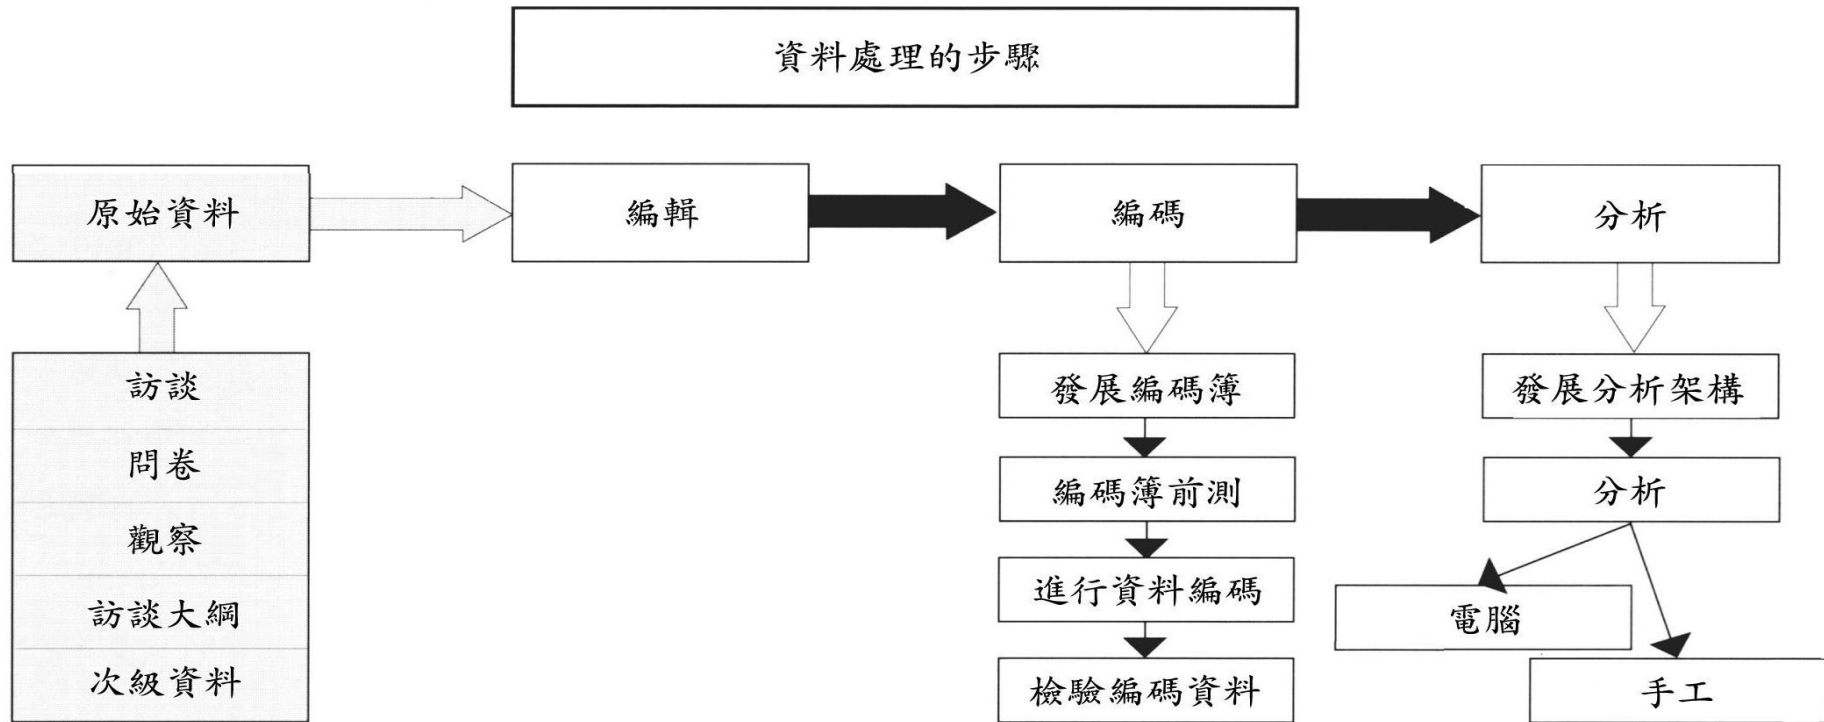 資料處理的步驟
原始資料
編輯
編碼
分析
訪談
問卷
觀察
訪談大綱
次級資料
發展編碼簿
編碼簿前測
進行資料編碼
檢驗編碼資料
發展分析架構
分析
電腦
手工